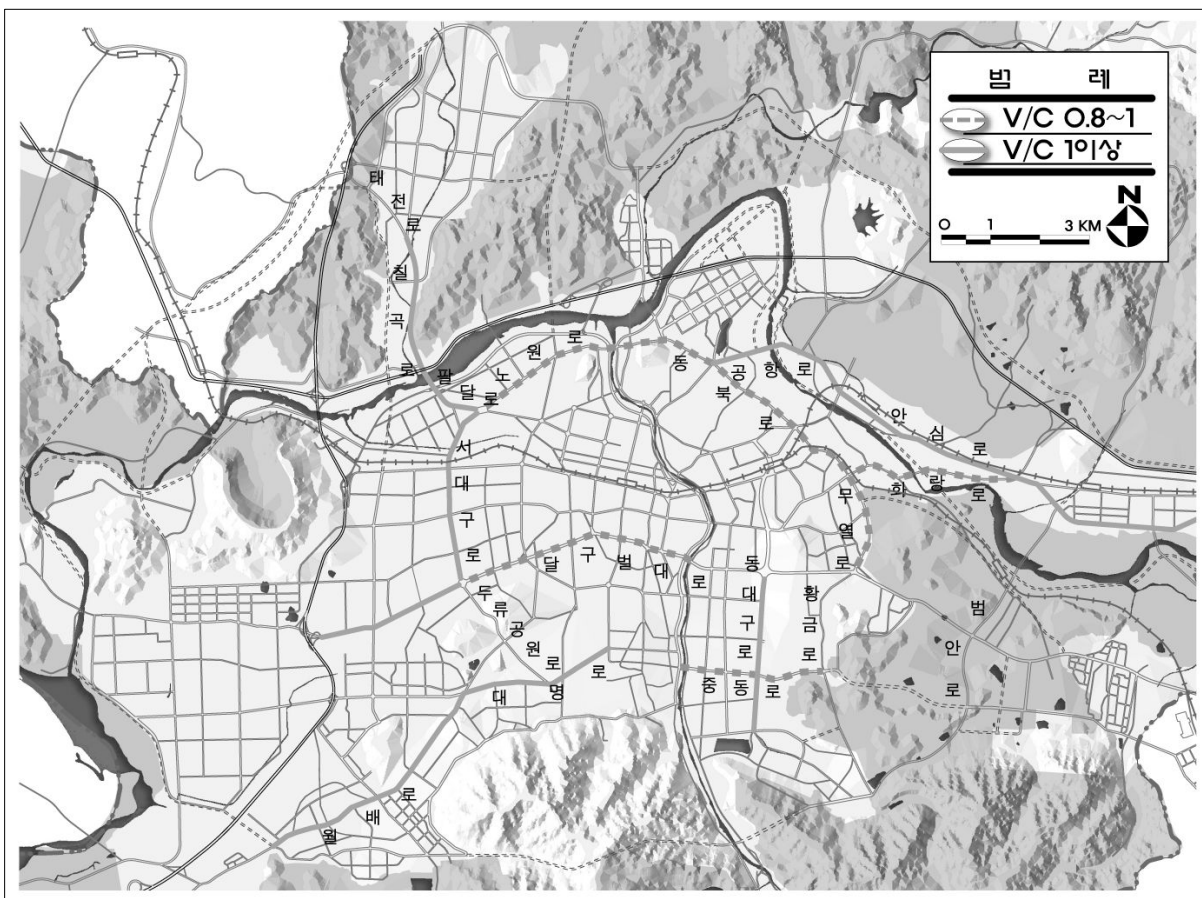 범 례
V/C 0.8~1
V/C 1이상
N
0 1 3 KM
태전로
칠곡로
팔달로
노원로
동북로
공항로
안심로
화랑로
무열로
서대구로
달구벌대로
동대구로
황금로
범안로
두류공원로
대명로
중동로
월배로